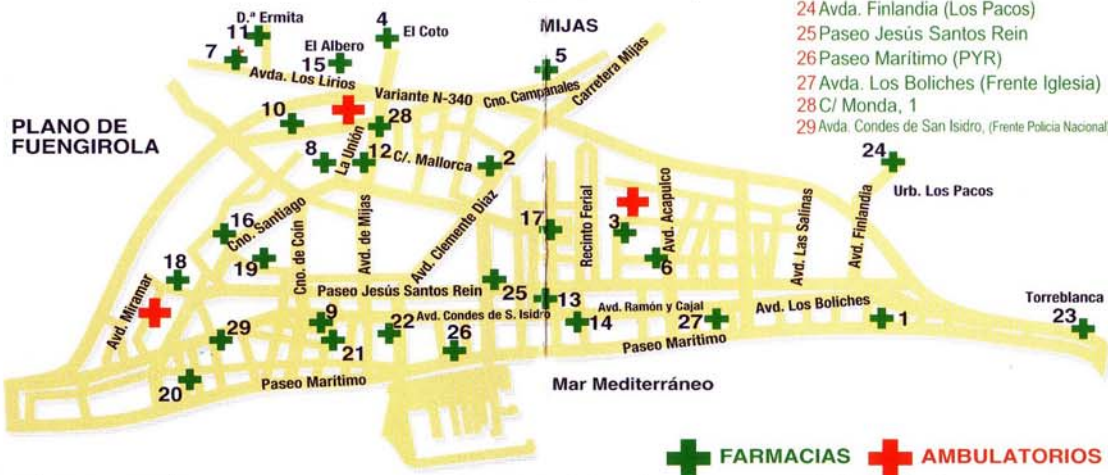 24 Avda. Finlandia (Los Pacos)
25 Paseo Jesús Santos Rein
26 Paseo Marítimo (PYR)
27 Avda. Los Boliches (Frente Iglesia)
28 C/ Monda, 1
29 Avda. Condes de San Isidro, (Frente Policia Nacional)
PLANO DE
FUENGIROLA
D.ª Ermita
11
7
El Albero
15
4
El Coto
MIJAS
5
Avda. Los Lirios
Variante N-340
Cno. Campanales
Carretera Mijas
10
28
8
La Unión
12
C/. Mallorca
2
24
Urb. Los Pacos
16
Cno. Santiago
19
18
Cno. de Coin
Avd. de Mijas
Avd. Clemente Diaz
17
Recinto Ferial
3
Avd. Acapulco
6
Avd. Las Salinas
Avd. Finlandia
Avd. Miramar
Paseo Jesús Santos Rein
25
13
Avd. Ramón y Cajal
Avd. Los Boliches
Torreblanca
23
29
9
21
22
Avd. Condes de S. Isidro
26
14
27
1
20
Paseo Marítimo
Paseo Marítimo
Mar Mediterráneo
FARMACIAS
AMBULATORIOS